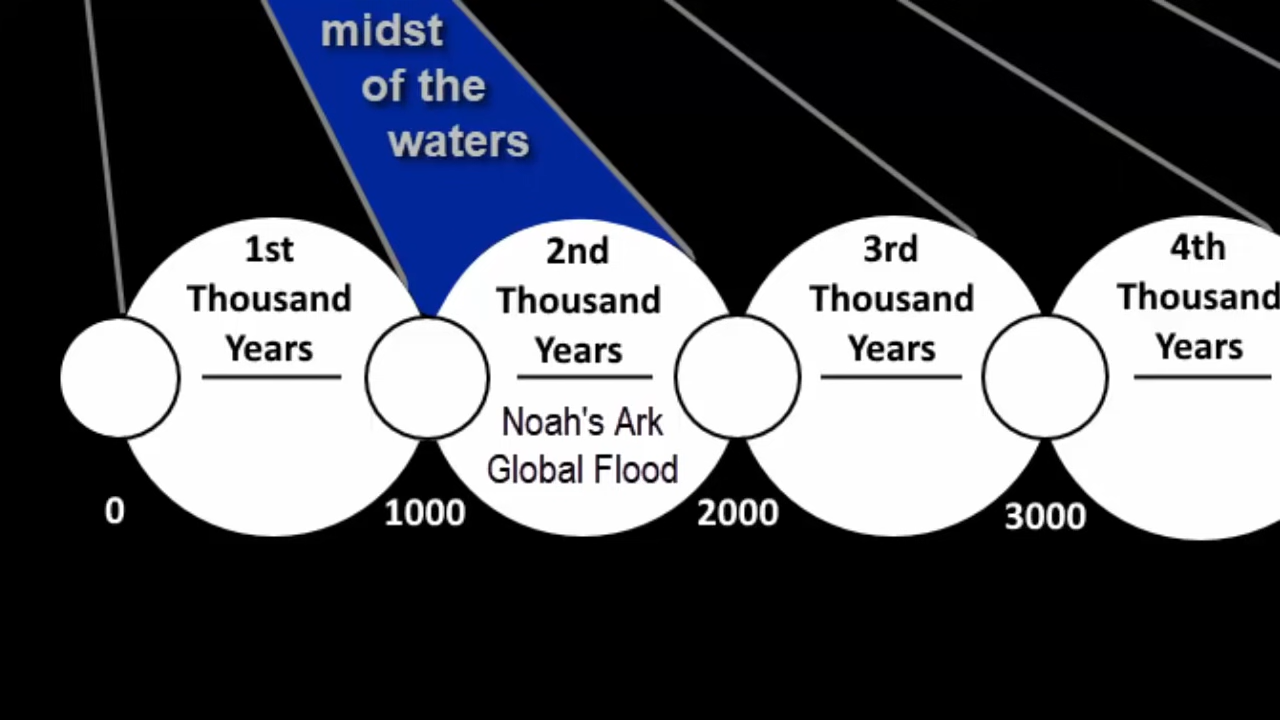 midst
of the
waters
1st
Thousand
Years
2nd
Thousand
Years
Noah's Ark
Global Flood
3rd
Thousand
Years
4th
Thousand
Years
0
1000
2000
3000